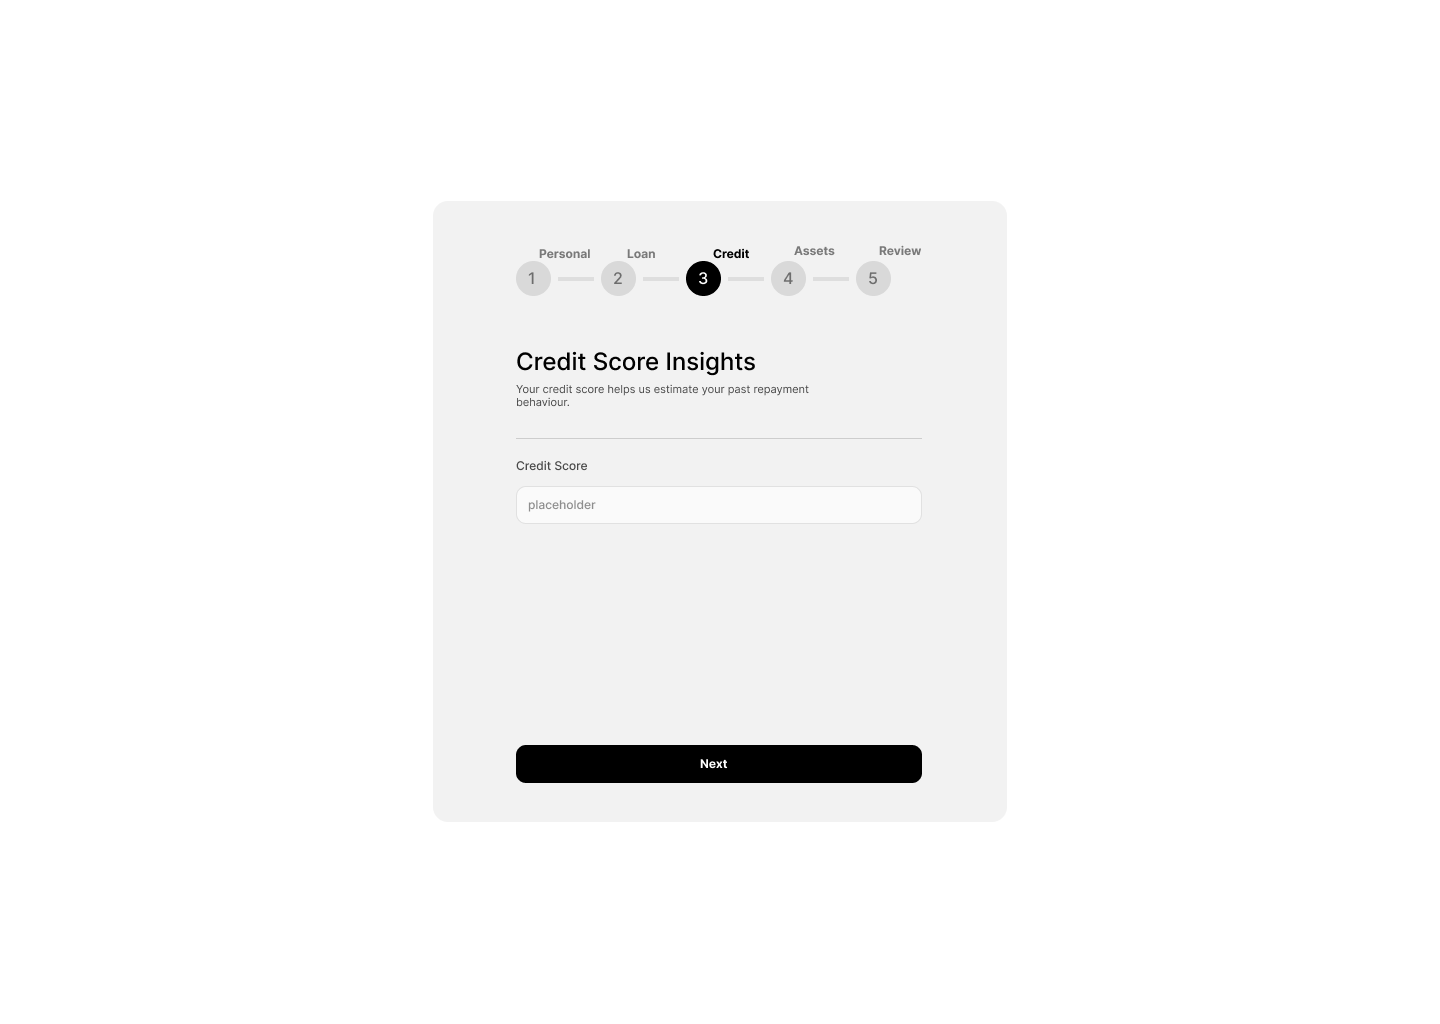 Personal Loan Credit Assets Review
1 2 3 4 5
Credit Score Insights
Your credit score helps us estimate your past repayment
behaviour.
Credit Score
placeholder
Next